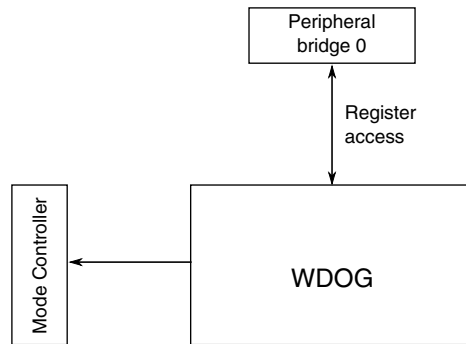 Peripheral
bridge 0
Register
access
Mode Controller
WDOG